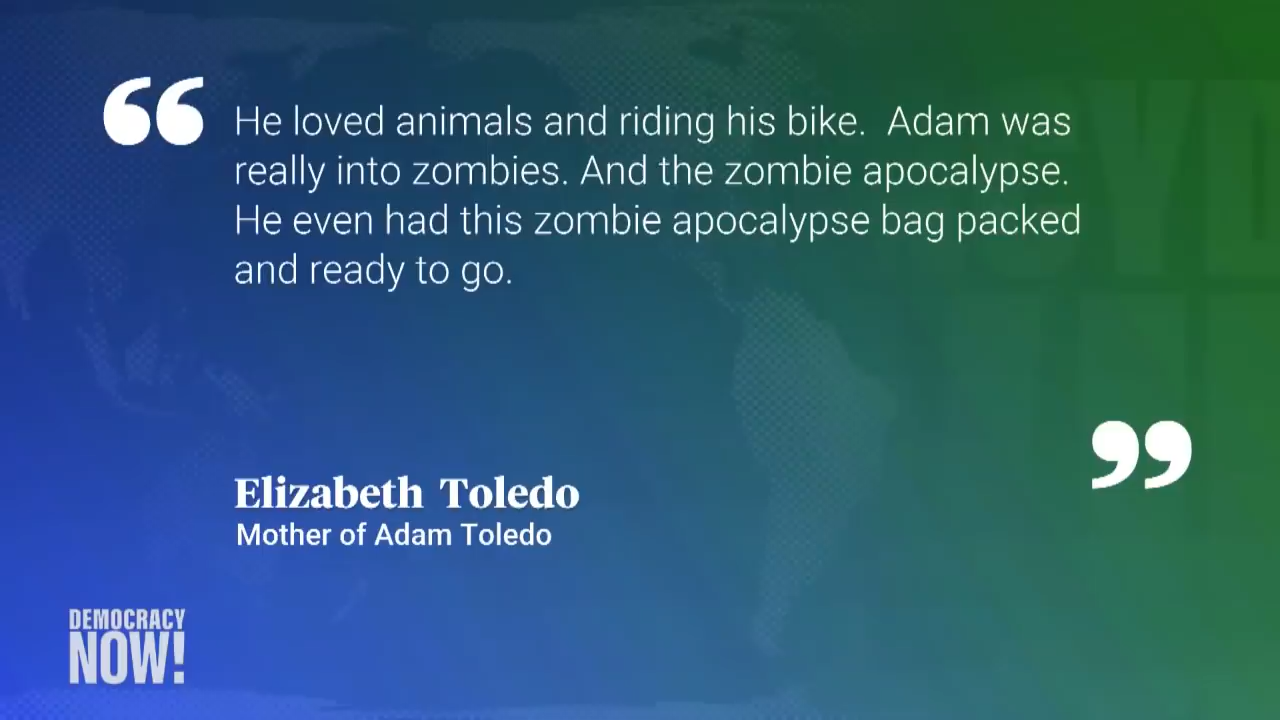 “He loved animals and riding his bike.  Adam was
really into zombies. And the zombie apocalypse.
He even had this zombie apocalypse bag packed
and ready to go.
”
Elizabeth Toledo
Mother of Adam Toledo
DEMOCRACY
NOW!